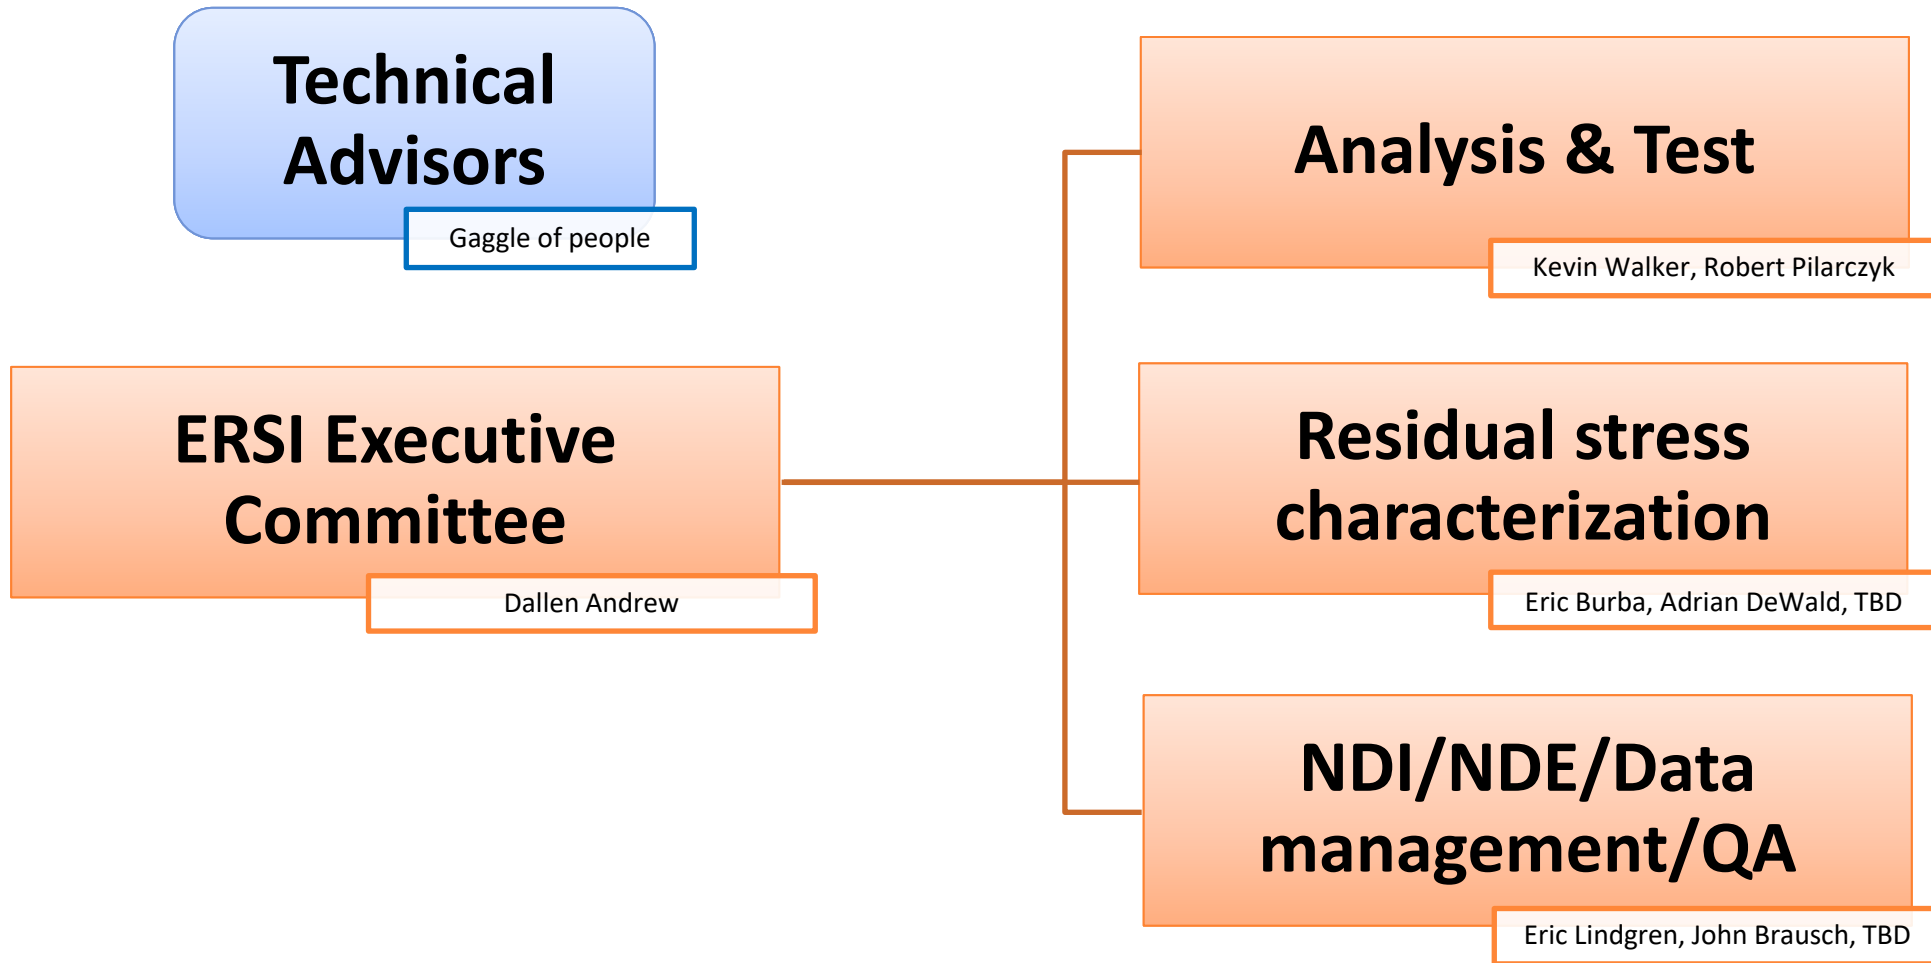 Technical
Advisors
Gaggle of people
ERSI Executive
Committee
Dallen Andrew
Analysis & Test
Kevin Walker, Robert Pilarczyk
Residual stress
characterization
Eric Burba, Adrian DeWald, TBD
NDI/NDE/Data
management/QA
Eric Lindgren, John Brausch, TBD